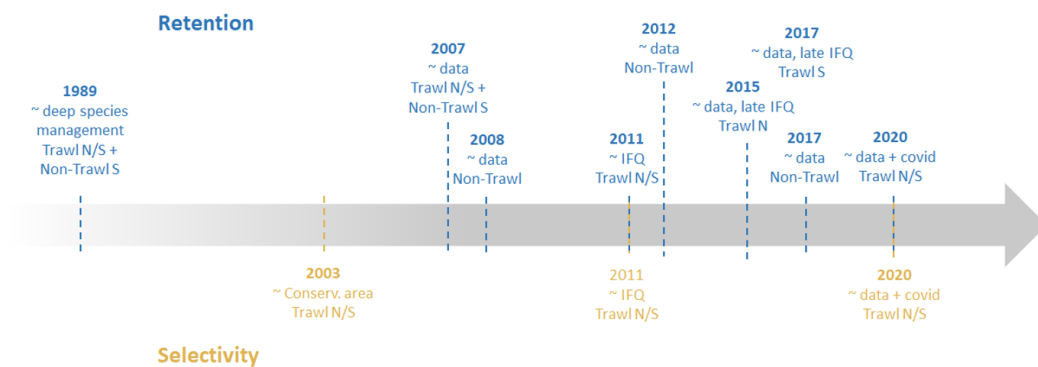 Retention
1989
~ deep species
management
Trawl N/S +
Non-Trawl S
2007
~ data
Trawl N/S +
Non-Trawl S
2008
~ data
Non-Trawl
2011
~ IFQ
Trawl N/S
2012
~ data
Non-Trawl
2015
~ data, late IFQ
Trawl N
2017
~ data, late IFQ
Trawl S
2017
~ data
Non-Trawl
2020
~ data + covid
Trawl N/S
2003
~ Conserv. area
Trawl N/S
2011
~ IFQ
Trawl N/S
2020
~ data + covid
Trawl N/S
Selectivity